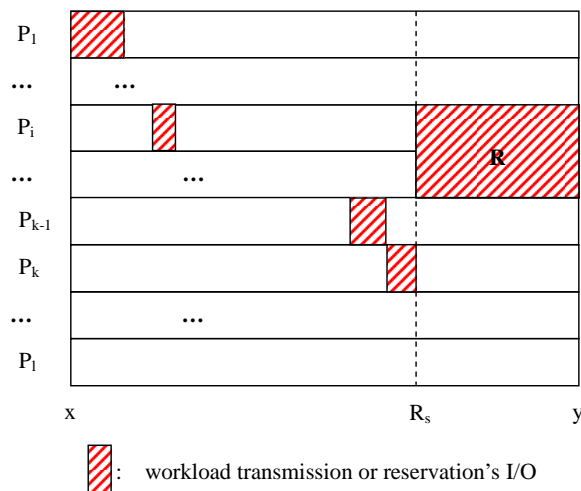 P1
... ...
Pi
R
... ...
Pk-1
Pk
... ...
Pl
x Rs y
: workload transmission or reservation's I/O